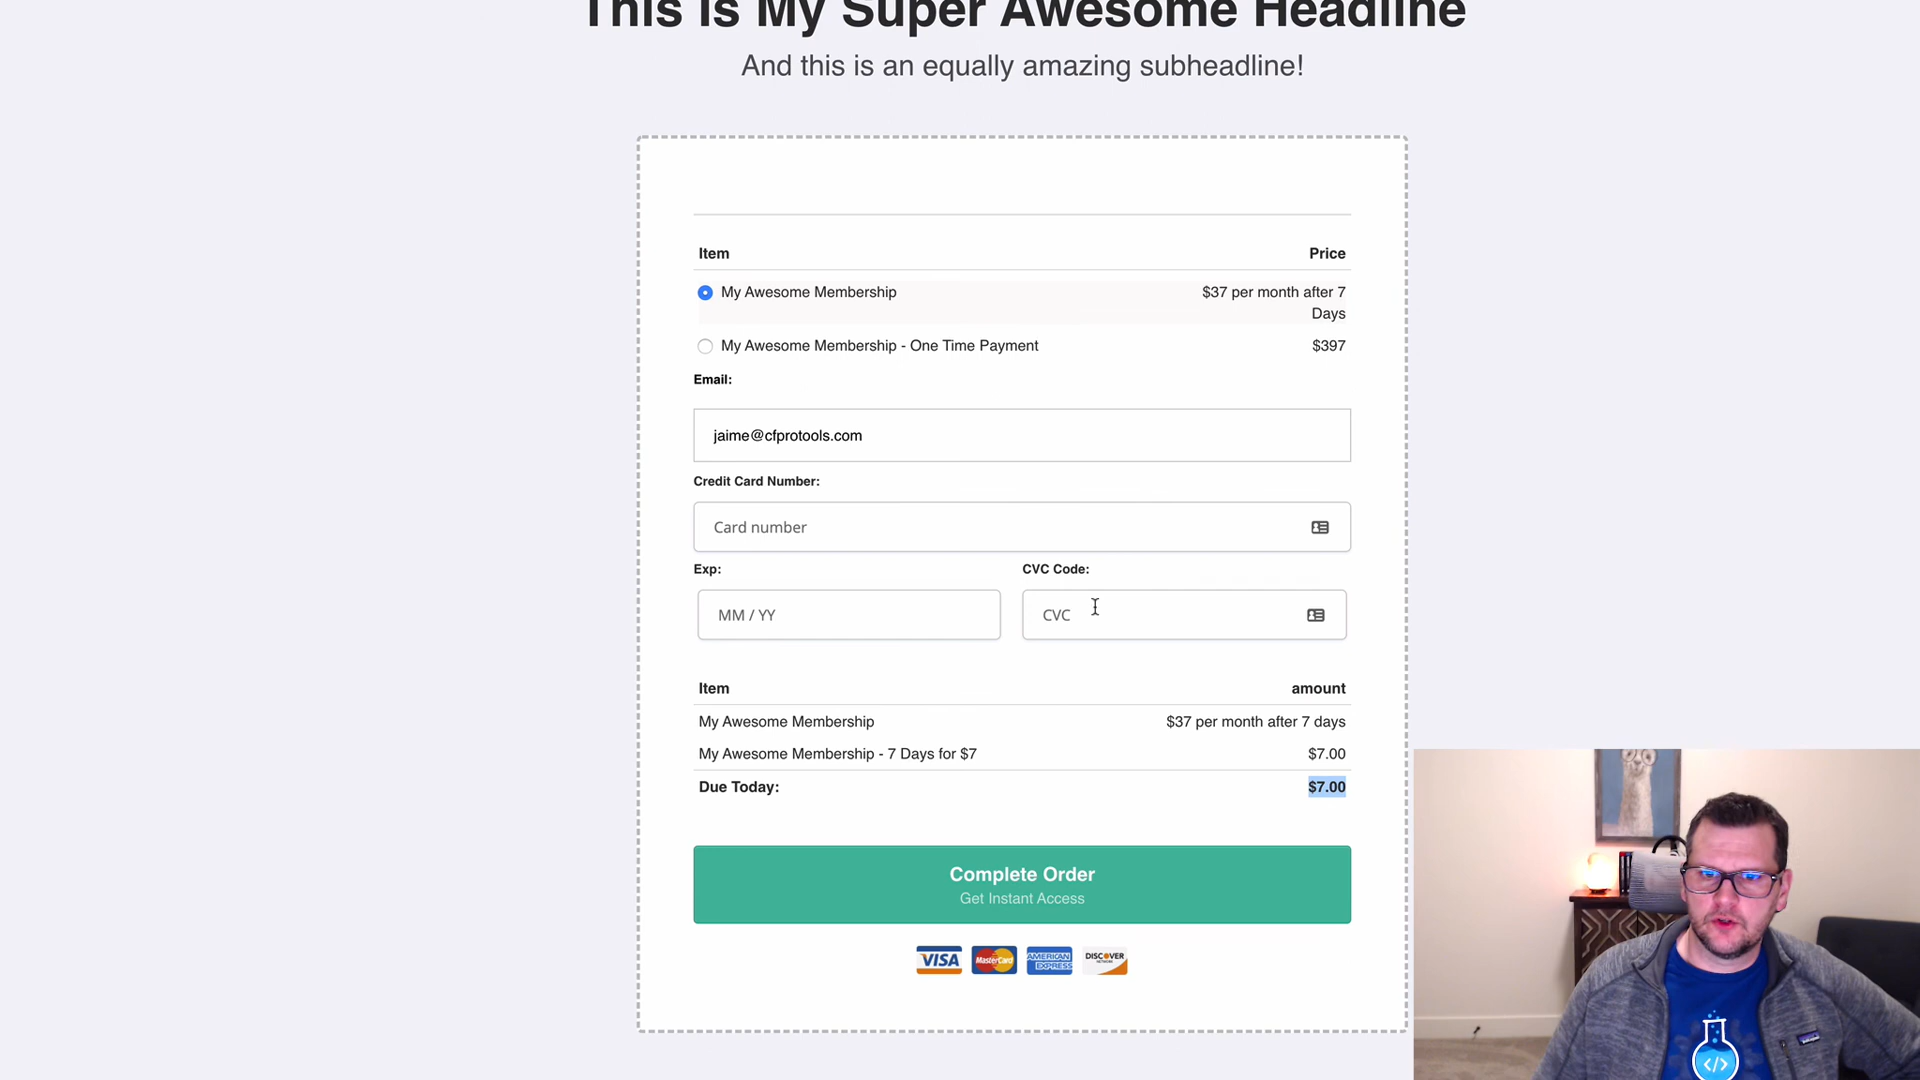 This Is My Super Awesome Headline
And this is an equally amazing subheadline!
Item Price
My Awesome Membership $37 per month after 7
Days
My Awesome Membership - One Time Payment $397
Email:
jaime@cfprotools.com
Credit Card Number:
Card number
Exp: CVC Code:
MM / YY CVC
Item amount
My Awesome Membership $37 per month after 7 days
My Awesome Membership - 7 Days for $7 $7.00
Due Today: $7.00
Complete Order
Get Instant Access
VISA MasterCard AMERICAN EXPRESS DISCOVER NETWORK